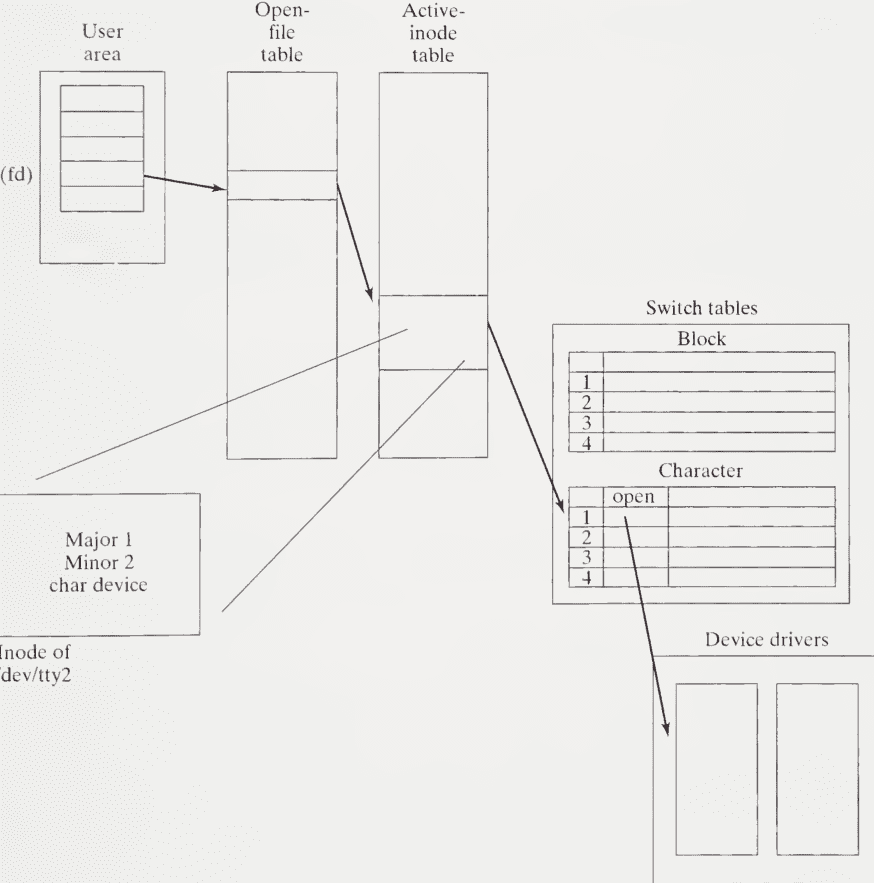 User
area
Open-
file
table
Active-
inode
table
(fd)
Switch tables
Block
1
2
3
4
Character
open
1
2
3
4
Major 1
Minor 2
char device
Inode of
/dev/tty2
Device drivers